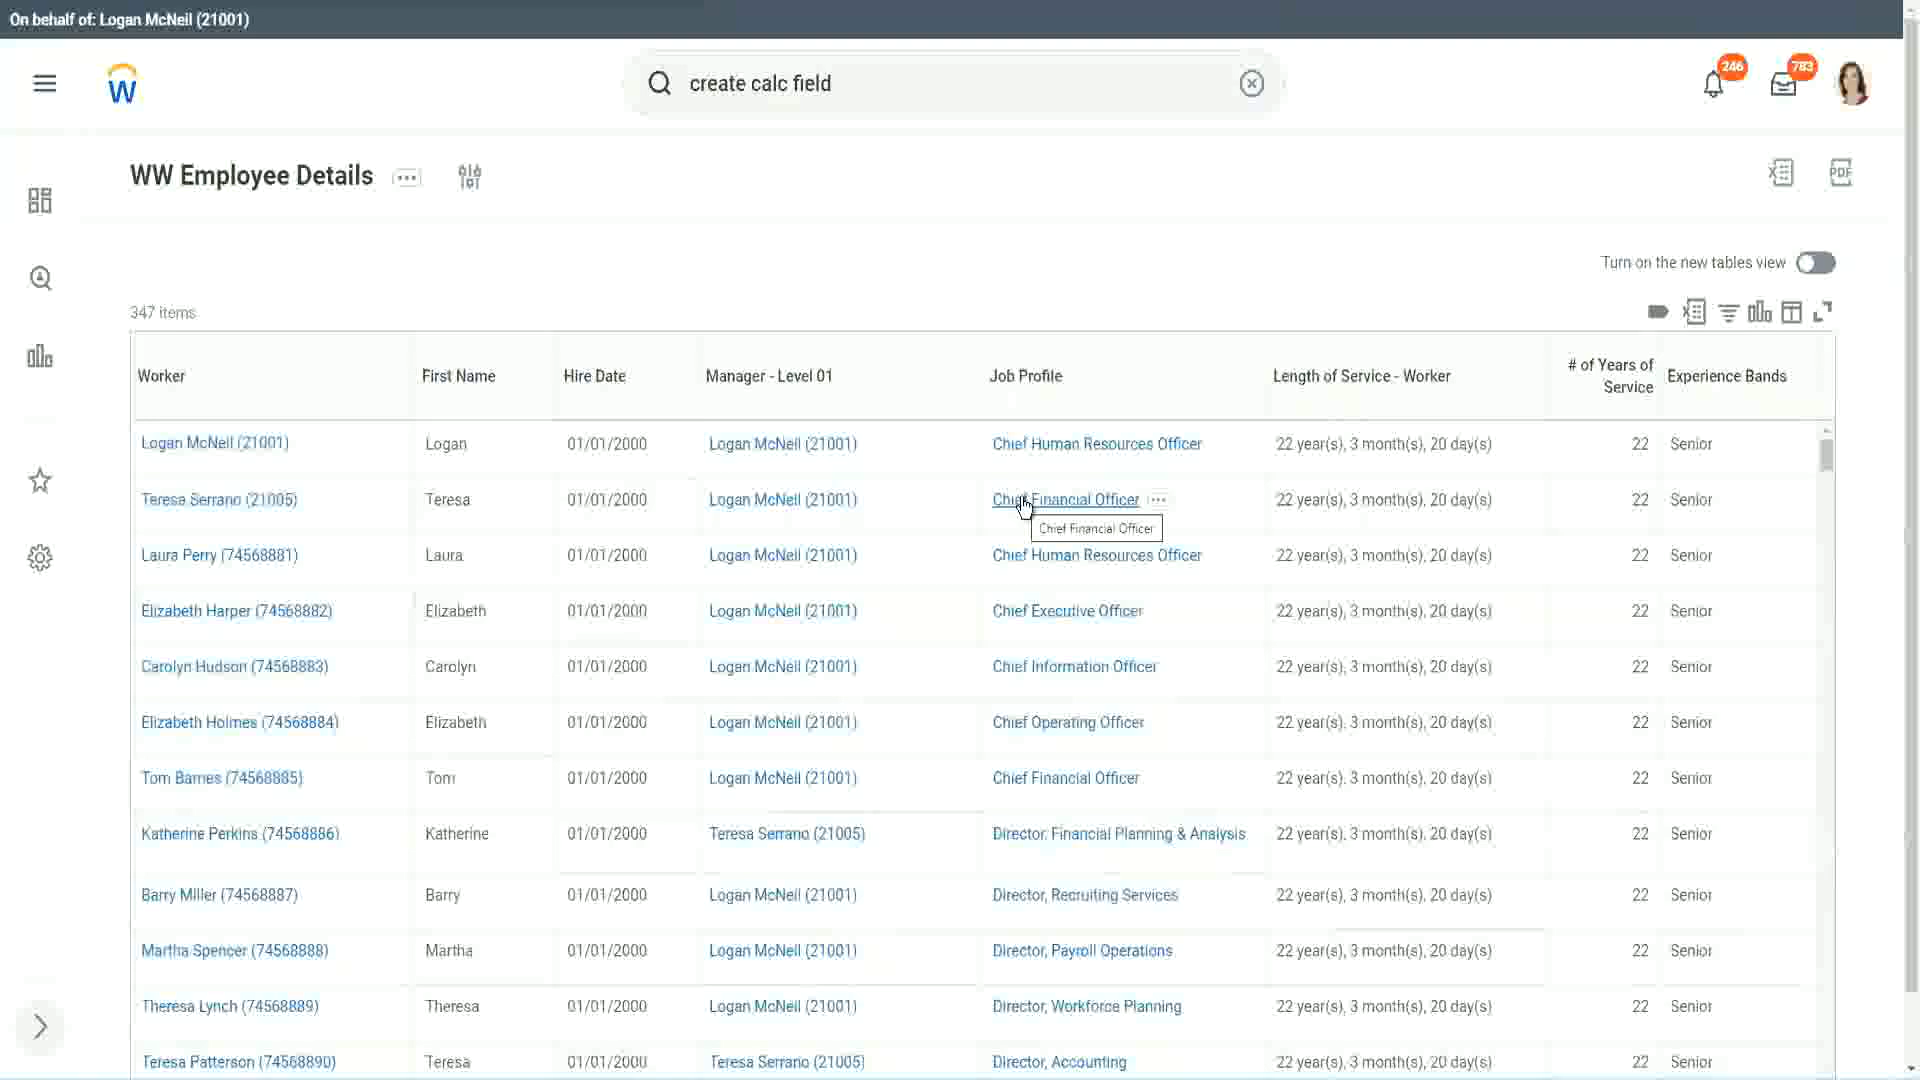 On behalf of: Logan McNeil (21001)
create calc field
246
783
W
WW Employee Details
PDF
Turn on the new tables view
347 items
Worker First Name Hire Date Manager - Level 01 Job Profile Length of Service - Worker # of Years of Service Experience Bands
Logan McNeil (21001) Logan 01/01/2000 Logan McNeil (21001) Chief Human Resources Officer 22 year(s), 3 month(s), 20 day(s) 22 Senior
Teresa Serrano (21005) Teresa 01/01/2000 Logan McNeil (21001) Chief Financial Officer 22 year(s), 3 month(s), 20 day(s) 22 Senior
Chief Financial Officer
Laura Perry (74568881) Laura 01/01/2000 Logan McNeil (21001) Chief Human Resources Officer 22 year(s), 3 month(s), 20 day(s) 22 Senior
Elizabeth Harper (74568882) Elizabeth 01/01/2000 Logan McNeil (21001) Chief Executive Officer 22 year(s), 3 month(s), 20 day(s) 22 Senior
Carolyn Hudson (74568883) Carolyn 01/01/2000 Logan McNeil (21001) Chief Information Officer 22 year(s), 3 month(s), 20 day(s) 22 Senior
Elizabeth Holmes (74568884) Elizabeth 01/01/2000 Logan McNeil (21001) Chief Operating Officer 22 year(s), 3 month(s), 20 day(s) 22 Senior
Tom Barnes (74568885) Tom 01/01/2000 Logan McNeil (21001) Chief Financial Officer 22 year(s), 3 month(s), 20 day(s) 22 Senior
Katherine Perkins (74568886) Katherine 01/01/2000 Teresa Serrano (21005) Director, Financial Planning & Analysis 22 year(s), 3 month(s), 20 day(s) 22 Senior
Barry Miller (74568887) Barry 01/01/2000 Logan McNeil (21001) Director, Recruiting Services 22 year(s), 3 month(s), 20 day(s) 22 Senior
Martha Spencer (74568888) Martha 01/01/2000 Logan McNeil (21001) Director, Payroll Operations 22 year(s), 3 month(s), 20 day(s) 22 Senior
Theresa Lynch (74568889) Theresa 01/01/2000 Logan McNeil (21001) Director, Workforce Planning 22 year(s), 3 month(s), 20 day(s) 22 Senior
Teresa Patterson (74568890) Teresa 01/01/2000 Teresa Serrano (21005) Director, Accounting 22 year(s), 3 month(s), 20 day(s) 22 Senior